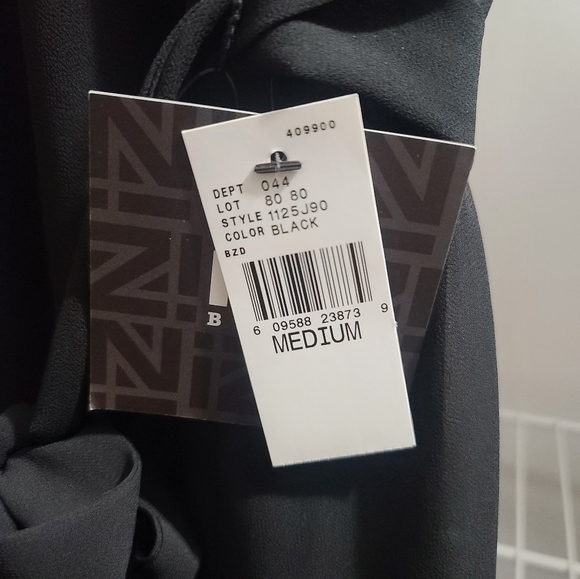 409900
DEPT 044
LOT 80 80
STYLE 1125J90
COLOR BLACK
BZD
6 09588 23873 9
MEDIUM
B